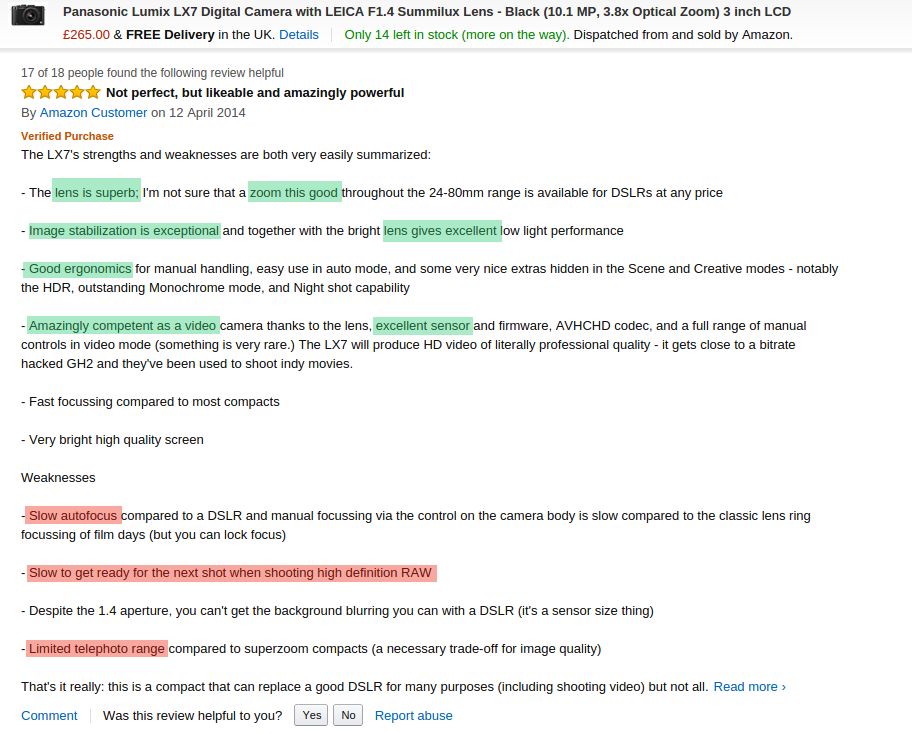 Panasonic Lumix LX7 Digital Camera with LEICA F1.4 Summilux Lens - Black (10.1 MP, 3.8x Optical Zoom) 3 inch LCD
£265.00 & FREE Delivery in the UK. Details Only 14 left in stock (more on the way). Dispatched from and sold by Amazon.
17 of 18 people found the following review helpful
Not perfect, but likeable and amazingly powerful
By Amazon Customer on 12 April 2014
Verified Purchase
The LX7's strengths and weaknesses are both very easily summarized:
- The lens is superb; I'm not sure that a zoom this good throughout the 24-80mm range is available for DSLRs at any price
- Image stabilization is exceptional and together with the bright lens gives excellent low light performance
- Good ergonomics for manual handling, easy use in auto mode, and some very nice extras hidden in the Scene and Creative modes - notably
the HDR, outstanding Monochrome mode, and Night shot capability
- Amazingly competent as a video camera thanks to the lens, excellent sensor and firmware, AVHCHD codec, and a full range of manual
controls in video mode (something is very rare.) The LX7 will produce HD video of literally professional quality - it gets close to a bitrate
hacked GH2 and they've been used to shoot indy movies.
- Fast focussing compared to most compacts
- Very bright high quality screen
Weaknesses
- Slow autofocus compared to a DSLR and manual focussing via the control on the camera body is slow compared to the classic lens ring
focussing of film days (but you can lock focus)
- Slow to get ready for the next shot when shooting high definition RAW
- Despite the 1.4 aperture, you can't get the background blurring you can with a DSLR (it's a sensor size thing)
- Limited telephoto range compared to superzoom compacts (a necessary trade-off for image quality)
That's it really: this is a compact that can replace a good DSLR for many purposes (including shooting video) but not all. Read more ›
Comment Was this review helpful to you? Yes No Report abuse